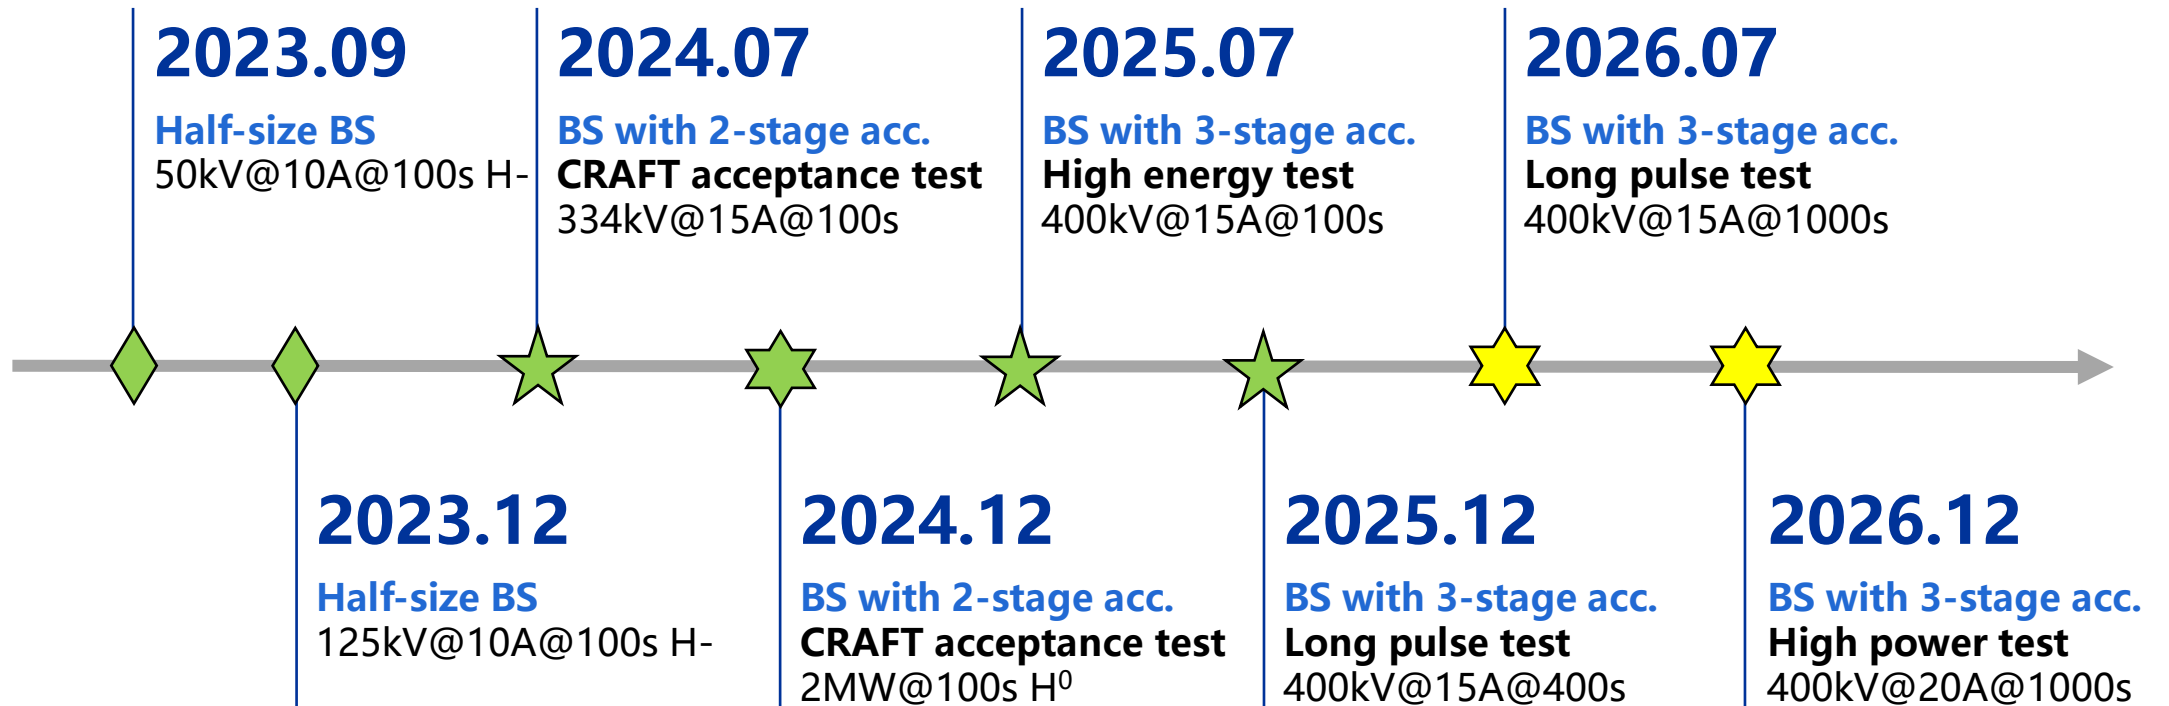 2023.09
Half-size BS
50kV@10A@100s H-
2024.07
BS with 2-stage acc.
CRAFT acceptance test
334kV@15A@100s
2025.07
BS with 3-stage acc.
High energy test
400kV@15A@100s
2026.07
BS with 3-stage acc.
Long pulse test
400kV@15A@1000s
2023.12
Half-size BS
125kV@10A@100s H-
2024.12
BS with 2-stage acc.
CRAFT acceptance test
2MW@100s H⁰
2025.12
BS with 3-stage acc.
Long pulse test
400kV@15A@400s
2026.12
BS with 3-stage acc.
High power test
400kV@20A@1000s